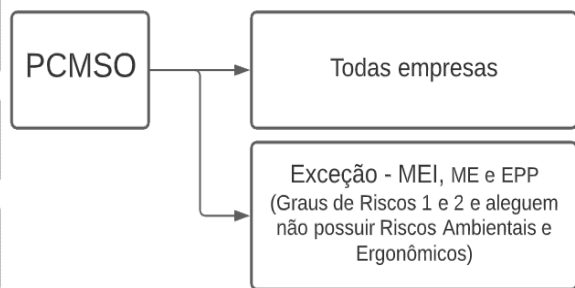 PCMSO
Todas empresas
Exceção - MEI, ME e EPP
(Graus de Riscos 1 e 2 e aleguem
não possuir Riscos Ambientais e
Ergonômicos)